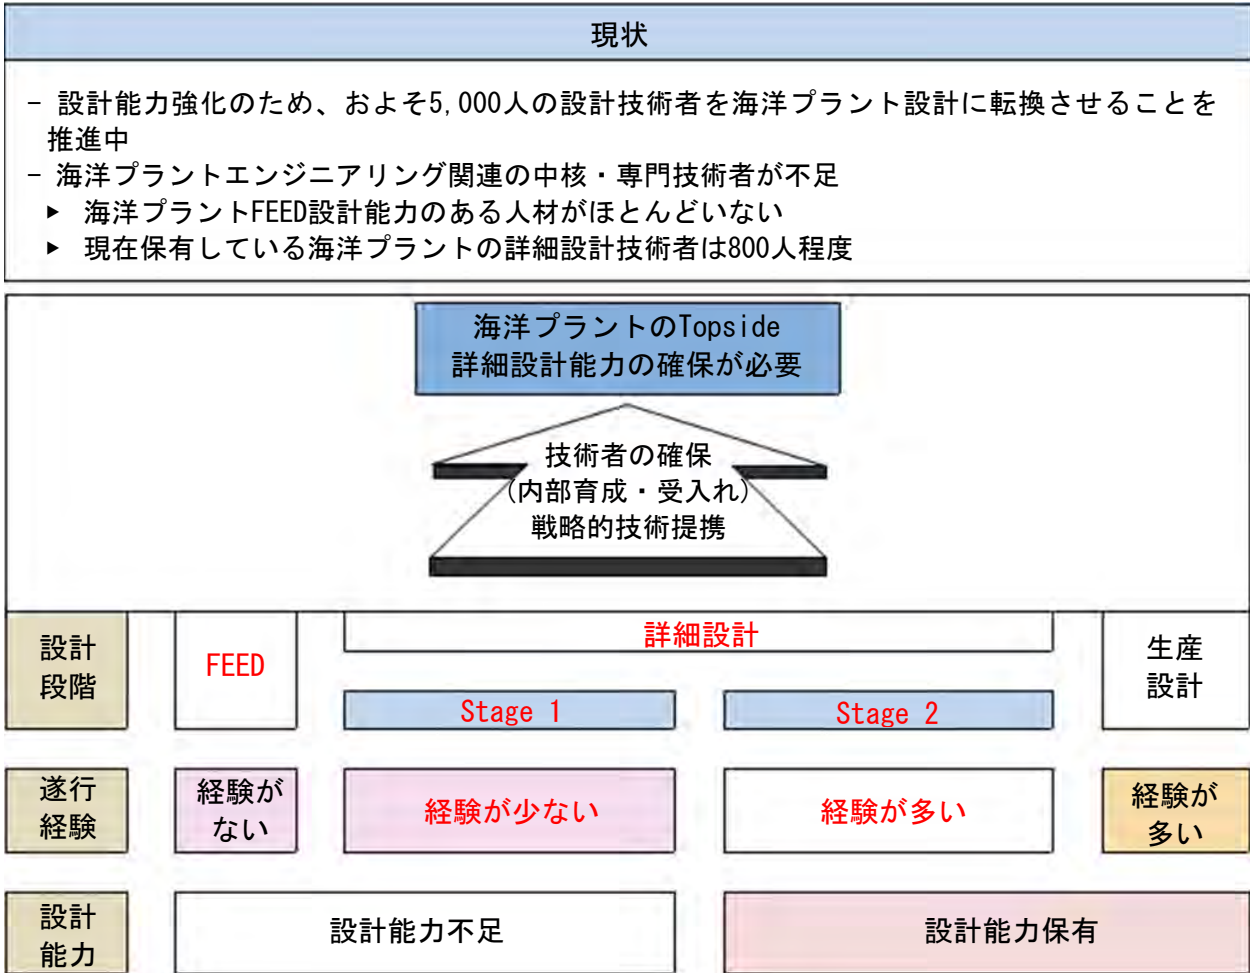 現状
- 設計能力強化のため、およそ5,000人の設計技術者を海洋プラント設計に転換させることを
推進中
- 海洋プラントエンジニアリング関連の中核・専門技術者が不足
▶ 海洋プラントFEED設計能力のある人材がほとんどいない
▶ 現在保有している海洋プラントの詳細設計技術者は800人程度
海洋プラントのTopside
詳細設計能力の確保が必要
技術者の確保
(内部育成・受入れ)
戦略的技術提携
設計
段階
FEED
詳細設計
Stage 1
Stage 2
生産
設計
遂行
経験
経験が
ない
経験が少ない
経験が多い
経験が
多い
設計
能力
設計能力不足
設計能力保有